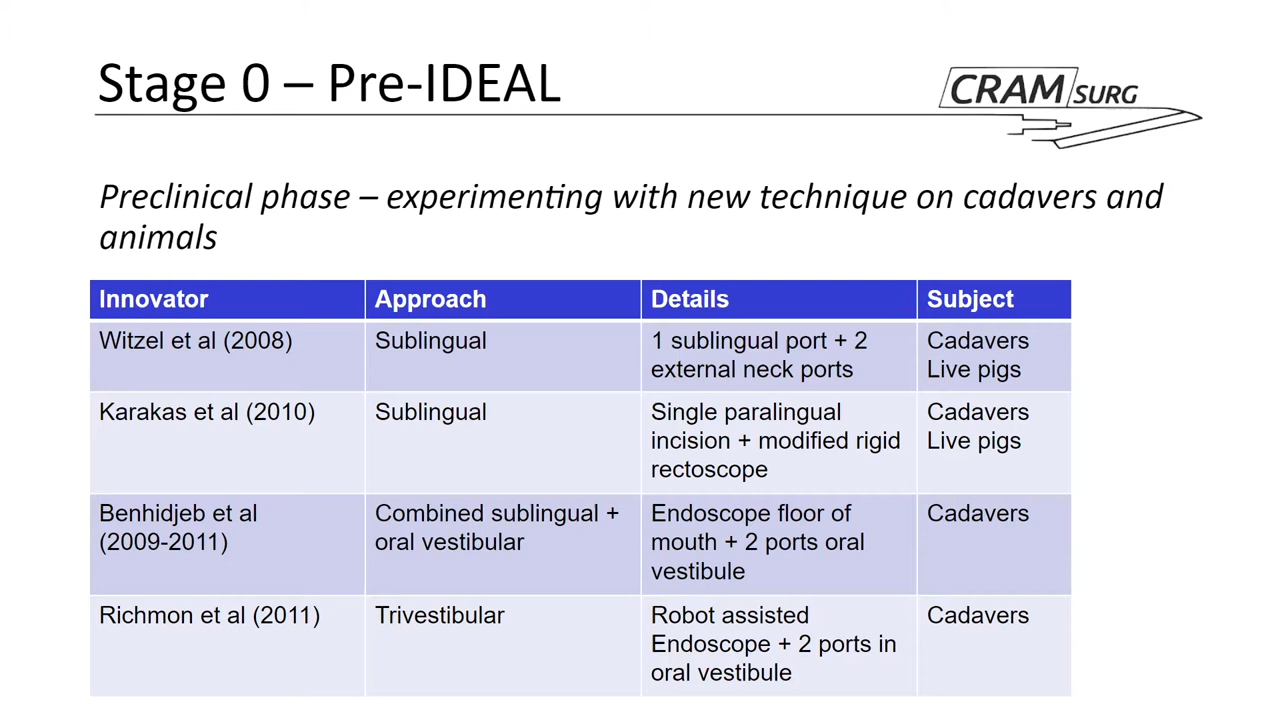 Stage 0 – Pre-IDEAL
CRAM SURG
Preclinical phase – experimenting with new technique on cadavers and
animals
Innovator Approach Details Subject
Witzel et al (2008) Sublingual 1 sublingual port + 2 Cadavers
external neck ports Live pigs
Karakas et al (2010) Sublingual Single paralingual Cadavers
incision + modified rigid Live pigs
rectoscope
Benhidjeb et al Combined sublingual + Endoscope floor of Cadavers
(2009-2011) oral vestibular mouth + 2 ports oral
vestibule
Richmon et al (2011) Trivestibular Robot assisted Cadavers
Endoscope + 2 ports in
oral vestibule